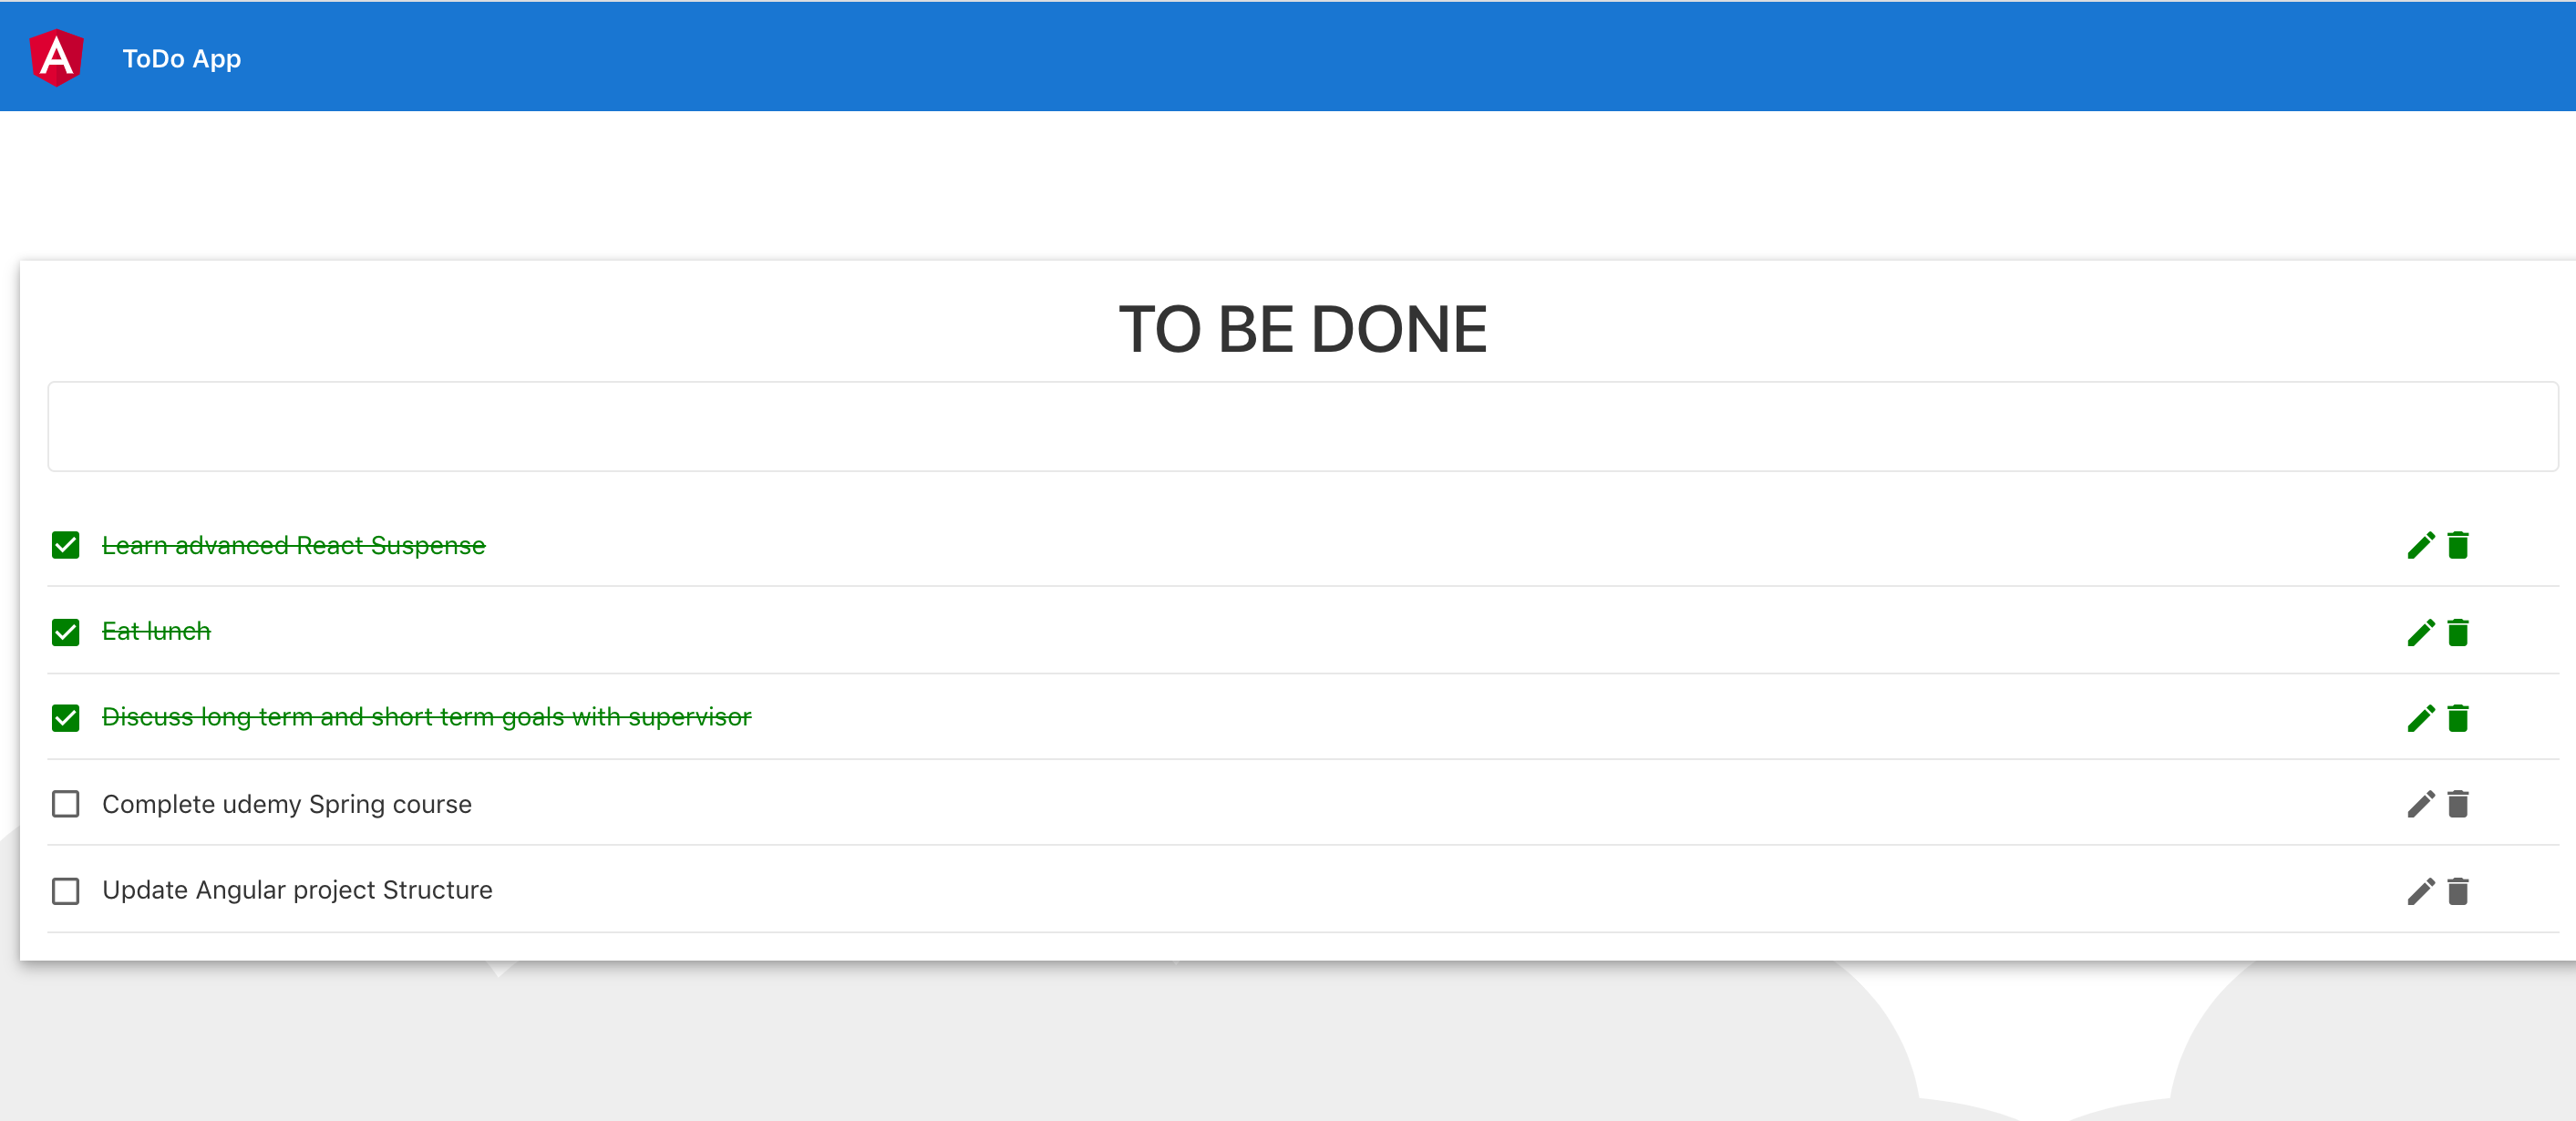 ToDo App
TO BE DONE
Learn advanced React Suspense
Eat lunch
Discuss long term and short term goals with supervisor
Complete udemy Spring course
Update Angular project Structure